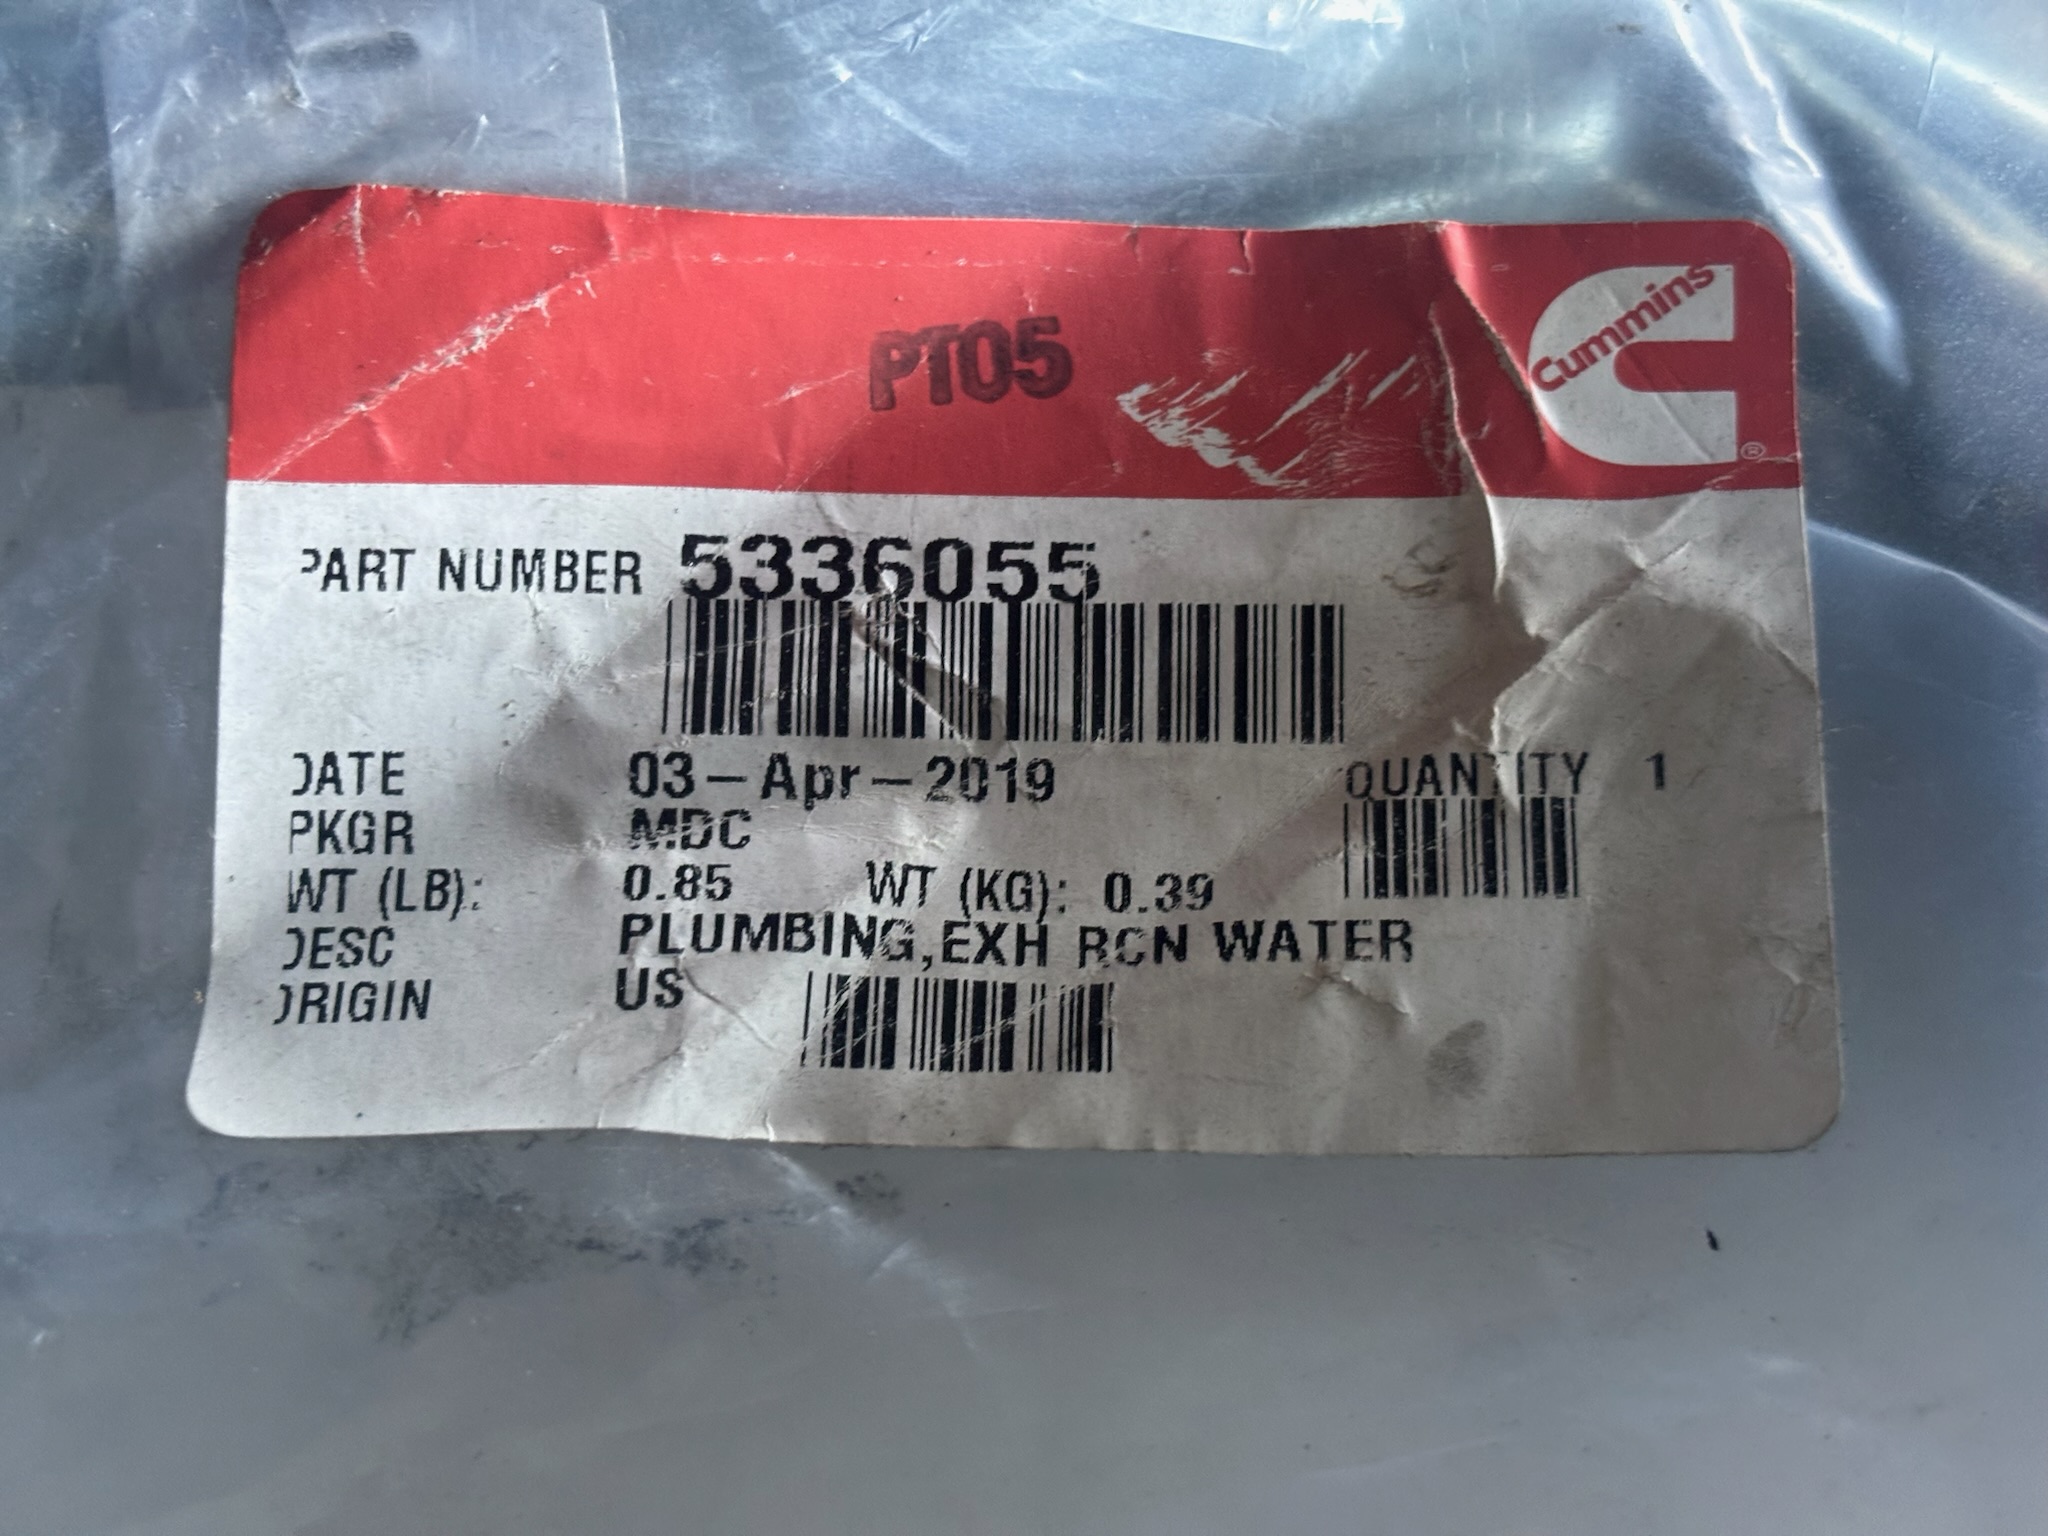 PT05
Cummins
®
PART NUMBER 5336055
DATE 03-Apr-2019 QUANTITY 1
PKGR MDC
WT (LB): 0.85 WT (KG): 0.39
DESC PLUMBING,EXH RCN WATER
ORIGIN US